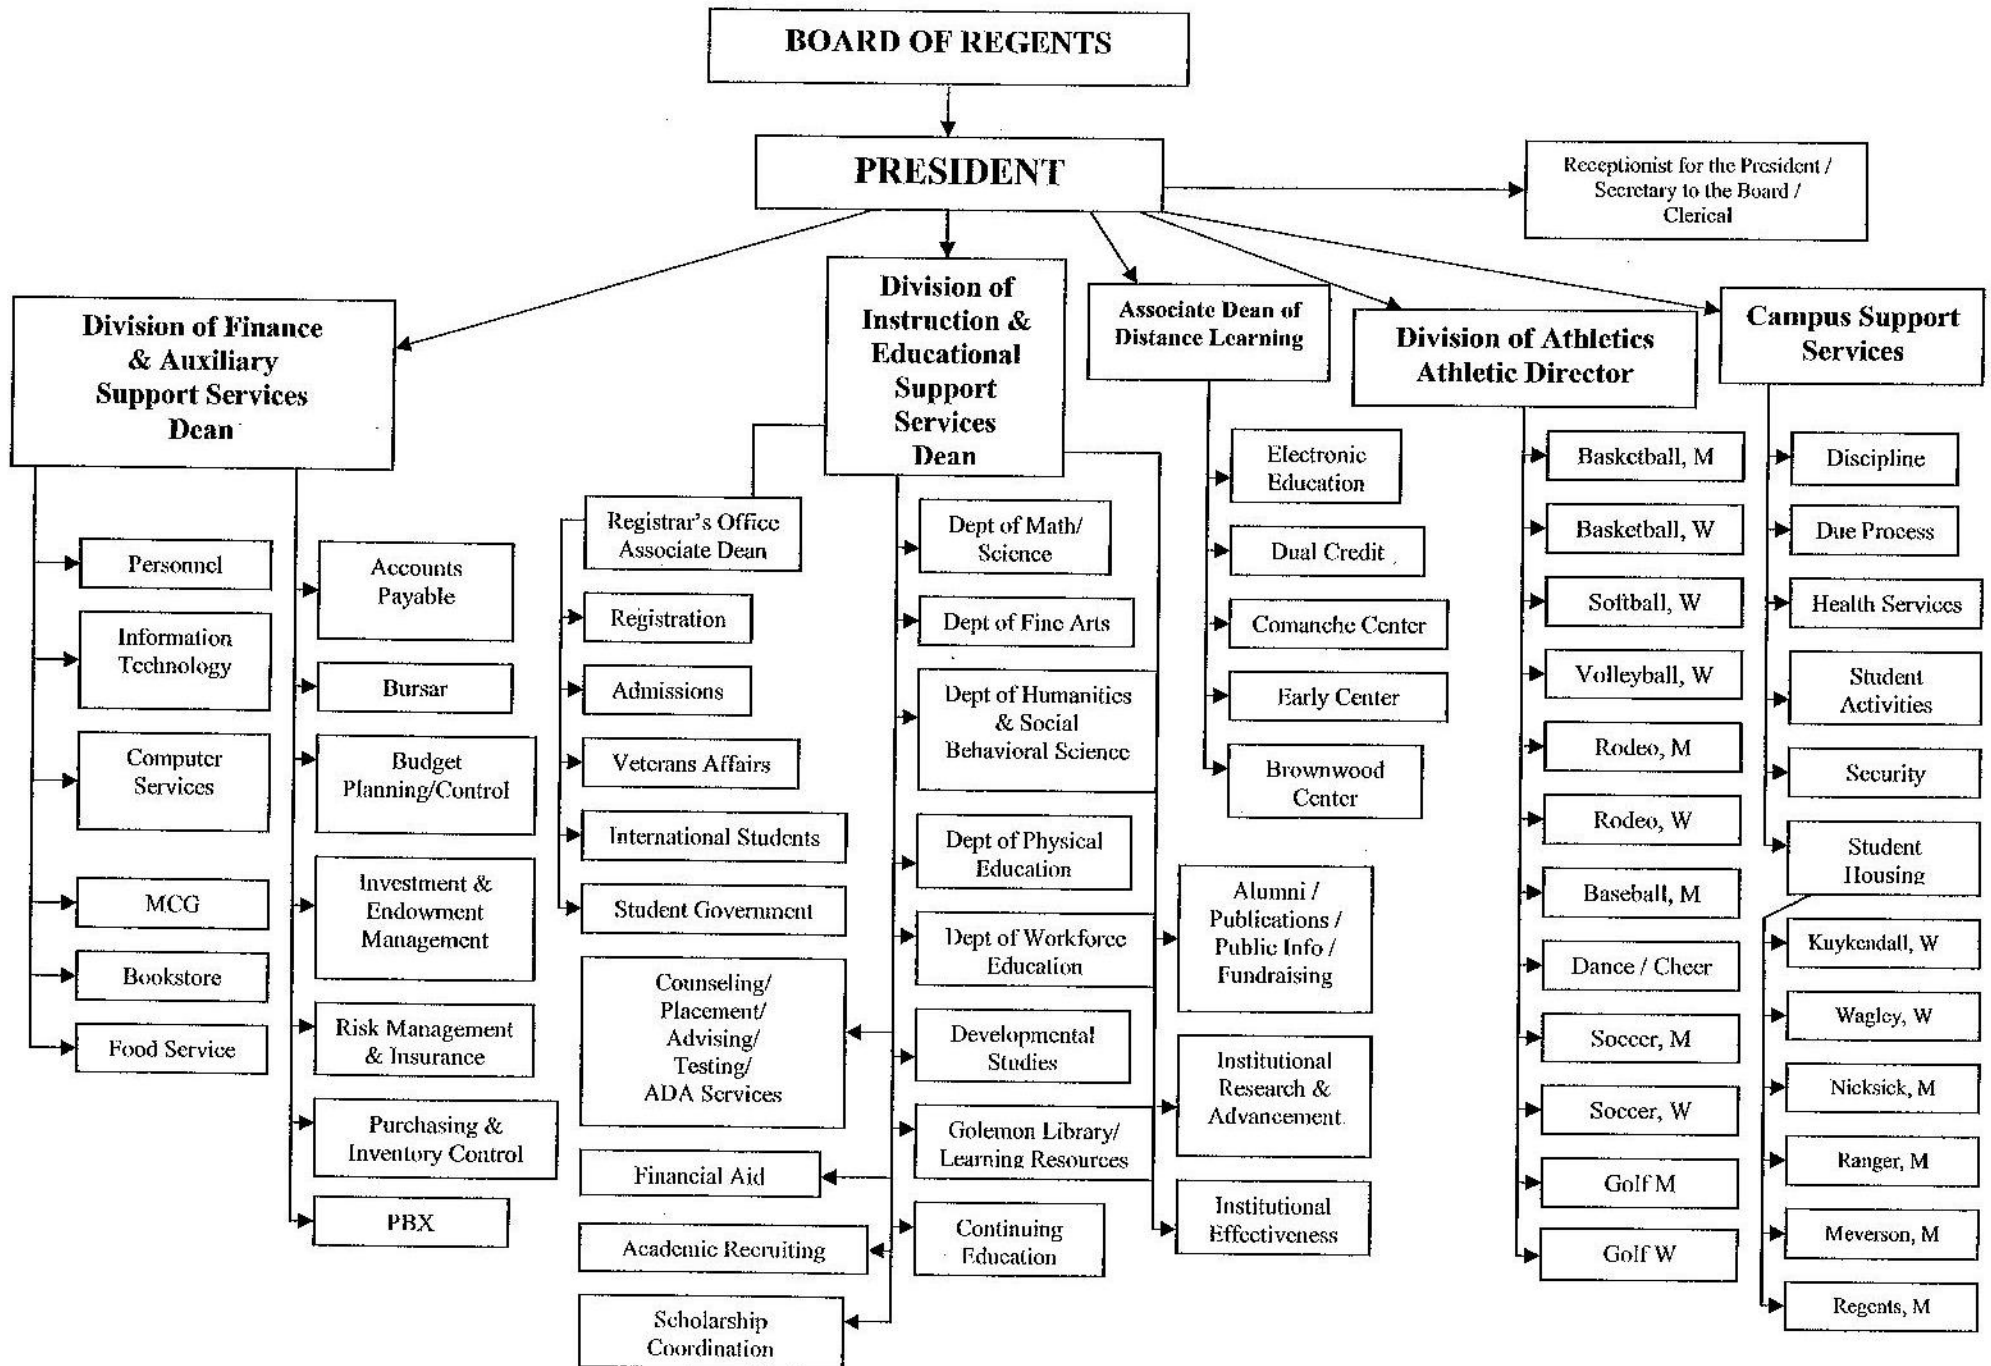 BOARD OF REGENTS
PRESIDENT
Receptionist for the President /
Secretary to the Board /
Clerical
Division of Finance
& Auxiliary
Support Services
Dean
Division of
Instruction &
Educational
Support
Services
Dean
Associate Dean of
Distance Learning
Division of Athletics
Athletic Director
Campus Support
Services
Personnel
Information
Technology
Computer
Services
MCG
Bookstore
Food Service
Accounts
Payable
Bursar
Budget
Planning/Control
Investment &
Endowment
Management
Risk Management
& Insurance
Purchasing &
Inventory Control
PBX
Registrar's Office
Associate Dean
Registration
Admissions
Veterans Affairs
International Students
Student Government
Counseling/
Placement/
Advising/
Testing/
ADA Services
Financial Aid
Academic Recruiting
Scholarship
Coordination
Dept of Math/
Science
Dept of Fine Arts
Dept of Humanities
& Social
Behavioral Science
Dept of Physical
Education
Dept of Workforce
Education
Developmental
Studies
Golemon Library/
Learning Resources
Continuing
Education
Alumni /
Publications /
Public Info /
Fundraising
Institutional
Research &
Advancement
Institutional
Effectiveness
Electronic
Education
Dual Credit
Comanche Center
Early Center
Brownwood
Center
Basketball, M
Basketball, W
Softball, W
Volleyball, W
Rodeo, M
Rodeo, W
Baseball, M
Dance / Cheer
Soccer, M
Soccer, W
Golf M
Golf W
Discipline
Due Process
Health Services
Student
Activities
Security
Student
Housing
Kuykendall, W
Wagley, W
Nicksick, M
Ranger, M
Meverson, M
Regents, M